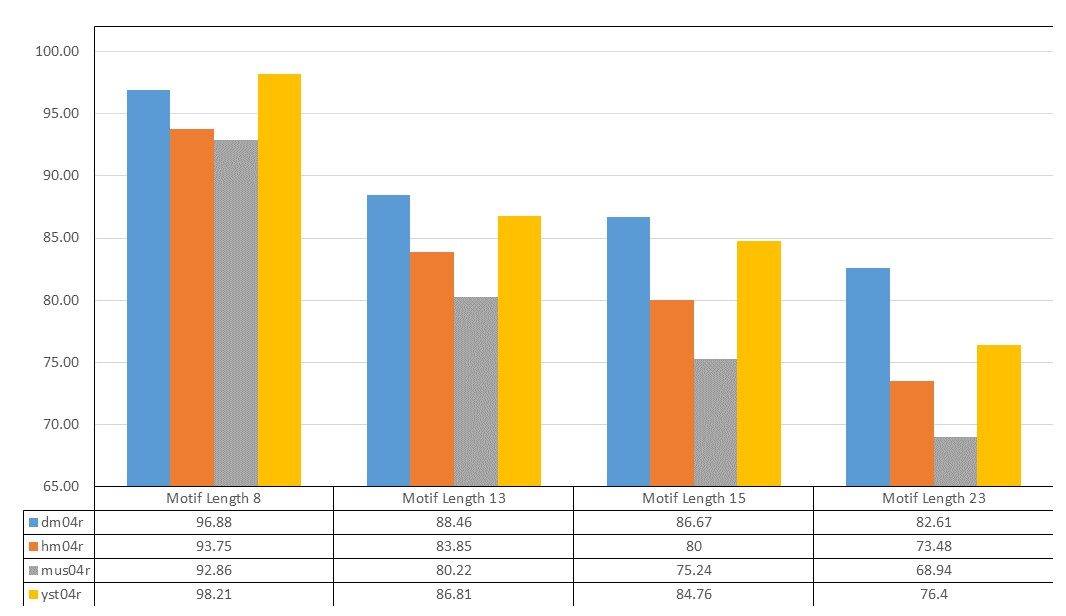 100.00
95.00
90.00
85.00
80.00
75.00
70.00
65.00
Motif Length 8 Motif Length 13 Motif Length 15 Motif Length 23
dm04r 96.88 88.46 86.67 82.61
hm04r 93.75 83.85 80 73.48
mus04r 92.86 80.22 75.24 68.94
yst04r 98.21 86.81 84.76 76.4